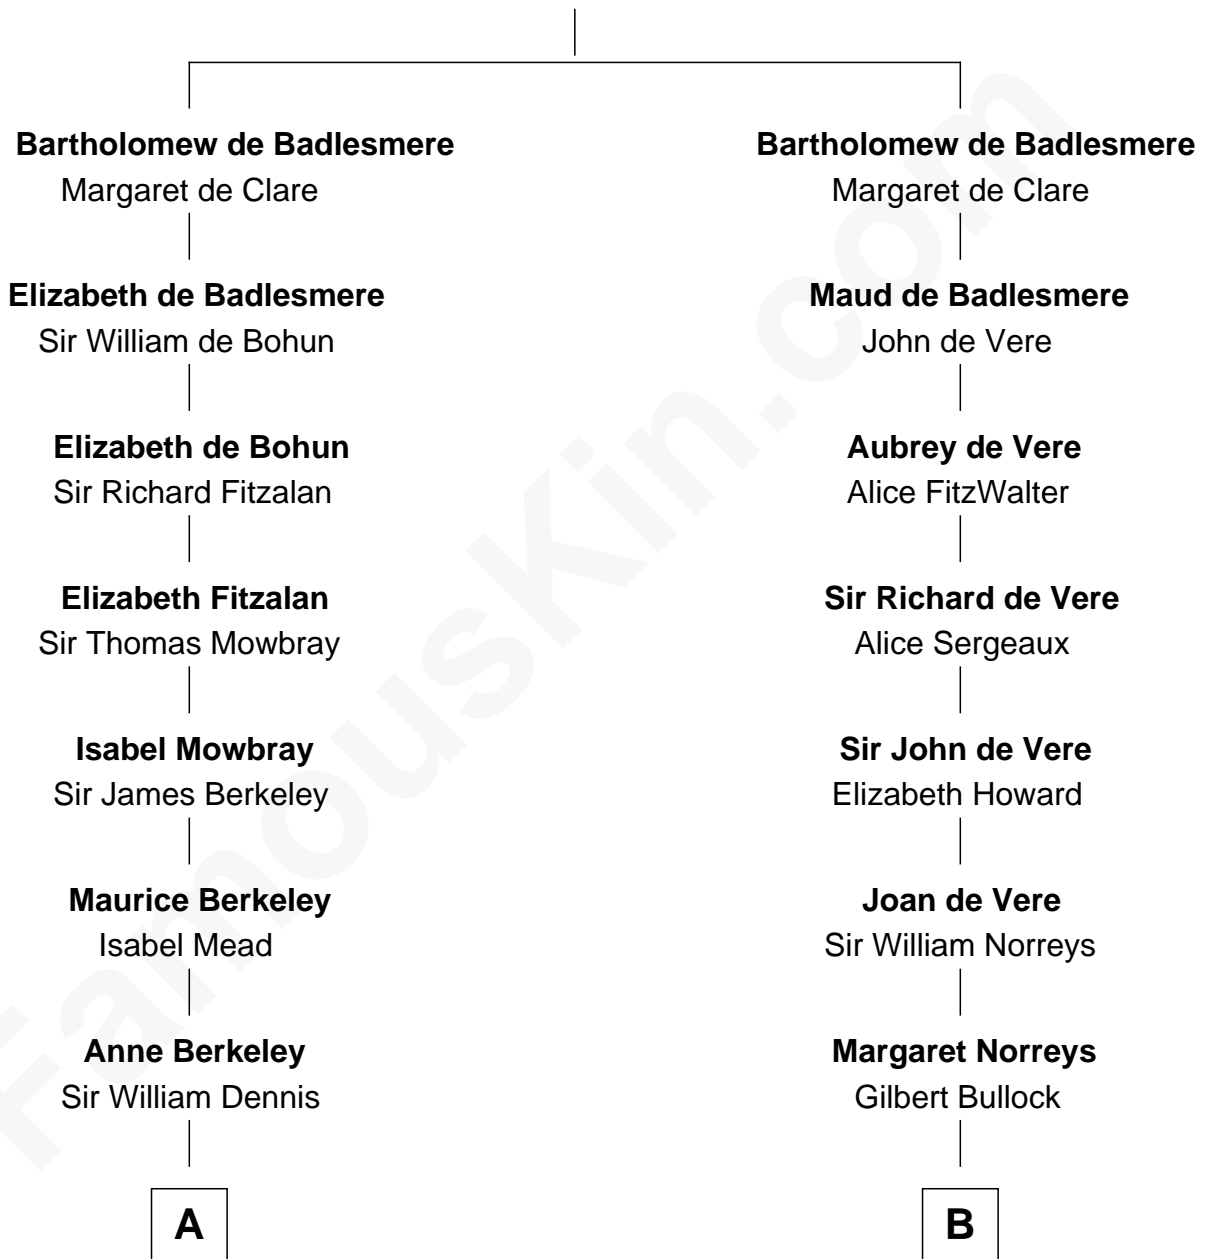 Bartholomew de Badlesmere
Margaret de Clare
Elizabeth de Badlesmere
Sir William de Bohun
Elizabeth de Bohun
Sir Richard Fitzalan
Elizabeth Fitzalan
Sir Thomas Mowbray
Isabel Mowbray
Sir James Berkeley
Maurice Berkeley
Isabel Mead
Anne Berkeley
Sir William Dennis
A
Bartholomew de Badlesmere
Margaret de Clare
Maud de Badlesmere
John de Vere
Aubrey de Vere
Alice FitzWalter
Sir Richard de Vere
Alice Sergeaux
Sir John de Vere
Elizabeth Howard
Joan de Vere
Sir William Norreys
Margaret Norreys
Gilbert Bullock
B
FamousKin.com